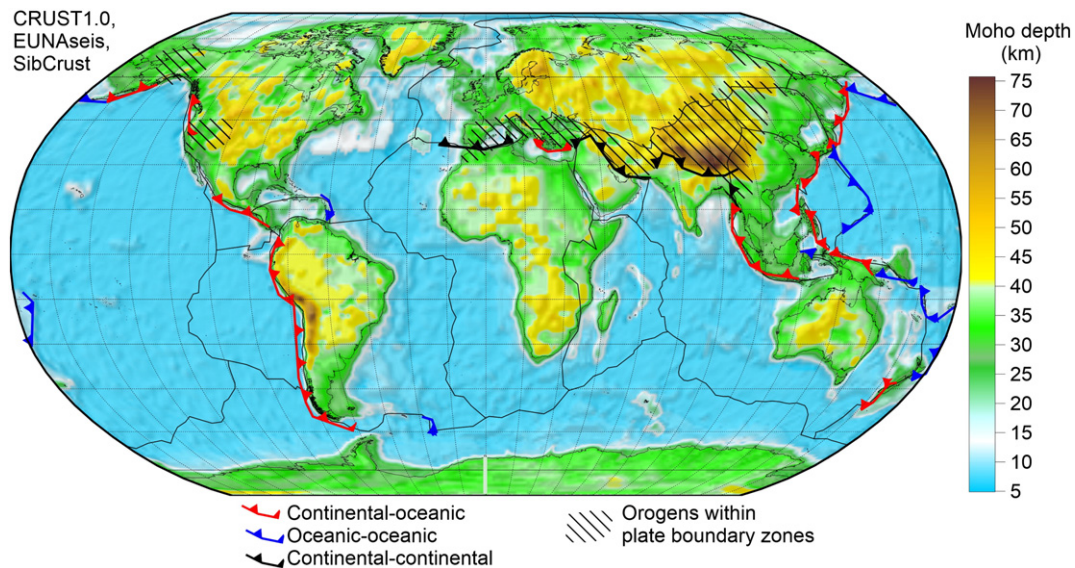 CRUST1.0,
EUNAseis,
SibCrust
Moho depth
(km)
75
70
65
60
55
50
45
40
35
30
25
20
15
10
5
Continental-oceanic
Oceanic-oceanic
Continental-continental
Orogens within
plate boundary zones